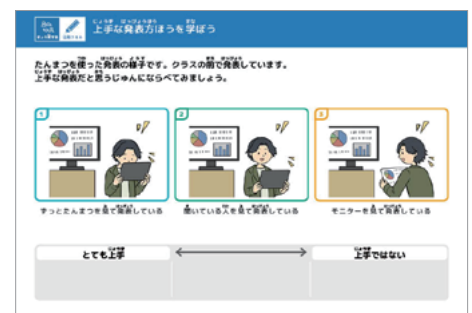 上手な発表方ほうを学ぼう
たんまつを使った発表の様子です。クラスの前で発表しています。
上手な発表だと思うじゅんにならべてみましょう。
1
2
3
ずっとたんまつを見て発表している
聞いている人を見て発表している
モニターを見て発表している
とても上手
上手ではない